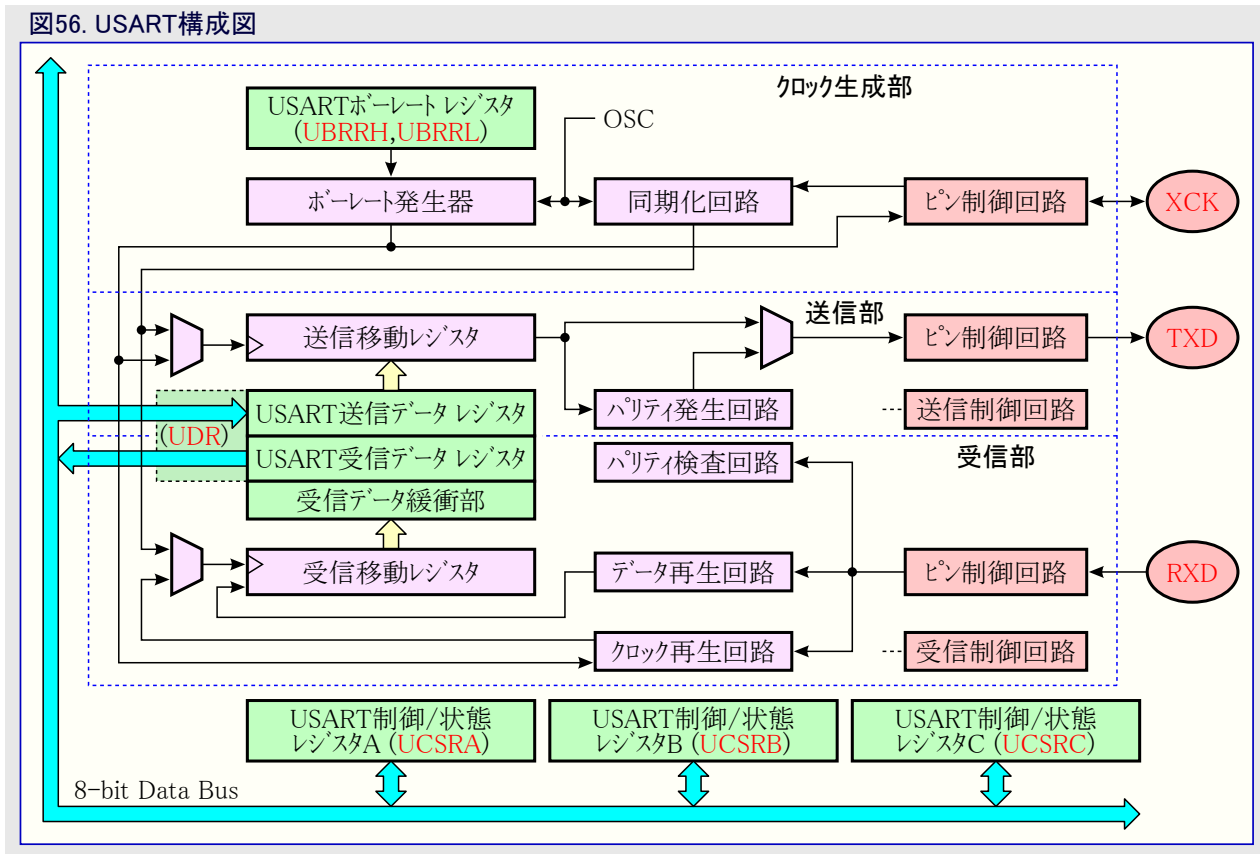 図56. USART構成図
クロック生成部
USARTボーレート レジスタ
(UBRRH,UBRRL)
OSC
ボーレート発生器
同期化回路
ピン制御回路
XCK
送信部
送信移動レジスタ
ピン制御回路
TXD
USART送信データ レジスタ
パリティ発生回路
送信制御回路
(UDR)
受信部
USART受信データ レジスタ
パリティ検査回路
受信データ緩衝部
受信移動レジスタ
データ再生回路
ピン制御回路
RXD
クロック再生回路
受信制御回路
USART制御/状態
レジスタA (UCSRA)
USART制御/状態
レジスタB (UCSRB)
USART制御/状態
レジスタC (UCSRC)
8-bit Data Bus